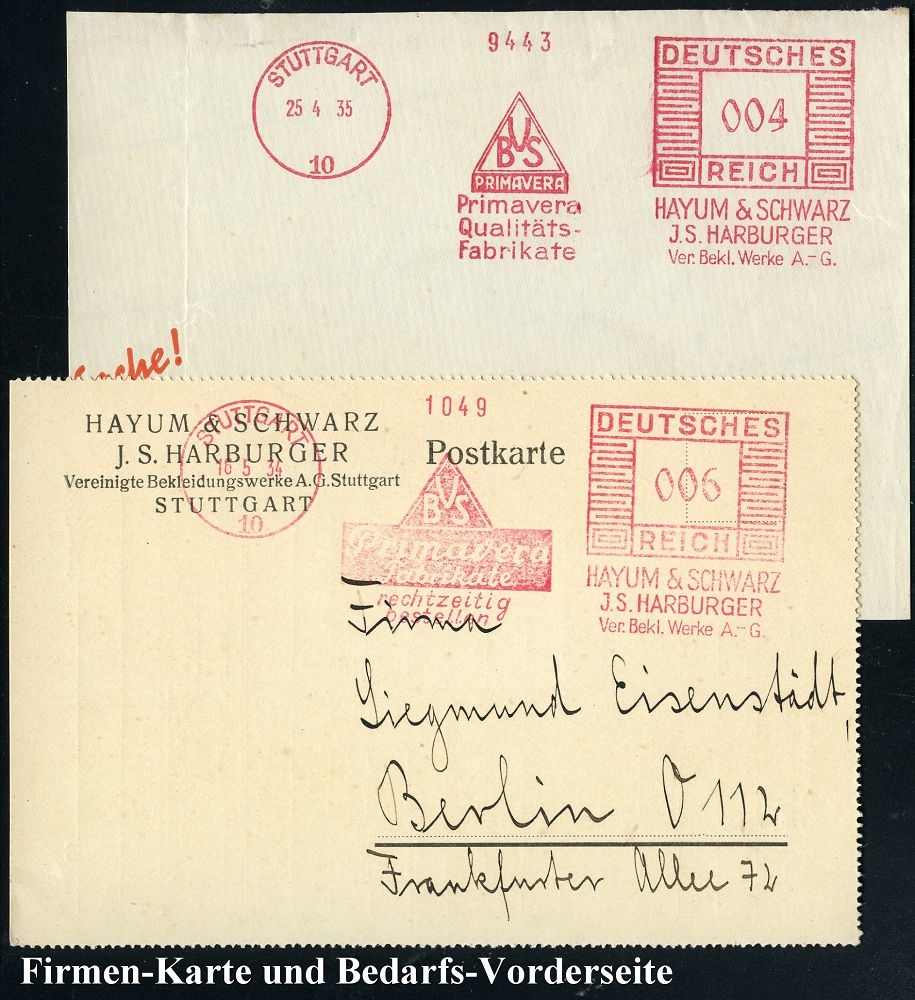 STUTTGART
25 4 35
10
9443
BVS
PRIMAVERA
Primavera
Qualitäts-
Fabrikate
DEUTSCHES
004
REICH
HAYUM & SCHWARZ
J.S. HARBURGER
Ver. Bekl. Werke A.-G.
HAYUM & SCHWARZ
J. S. HARBURGER
Vereinigte Bekleidungswerke A.G. Stuttgart
STUTTGART
STUTTGART
16 5 34
10
Postkarte
1049
BVS
Primavera
Fabrikate
rechtzeitig
bestellen
DEUTSCHES
006
REICH
HAYUM & SCHWARZ
J.S. HARBURGER
Ver. Bekl. Werke A.-G.
Firma
Siegmund Eisenstädt,
Berlin O 112
Frankfurter Allee 72
Firmen-Karte und Bedarfs-Vorderseite